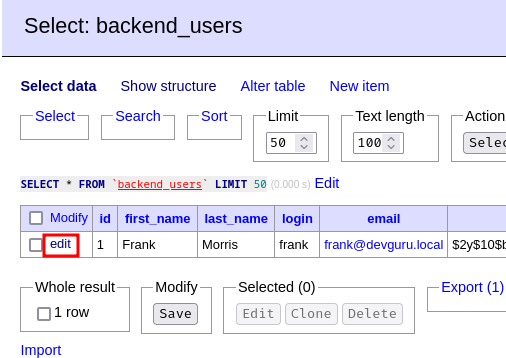 Select: backend_users
Select data Show structure Alter table New item
Select Search Sort Limit Text length Action
50 100 Selec
SELECT * FROM `backend_users` LIMIT 50 (0.000 s) Edit
Modify id first_name last_name login email
edit 1 Frank Morris frank frank@devguru.local $2y$10$b
Whole result Modify Selected (0) Export (1)
1 row Save Edit Clone Delete
Import